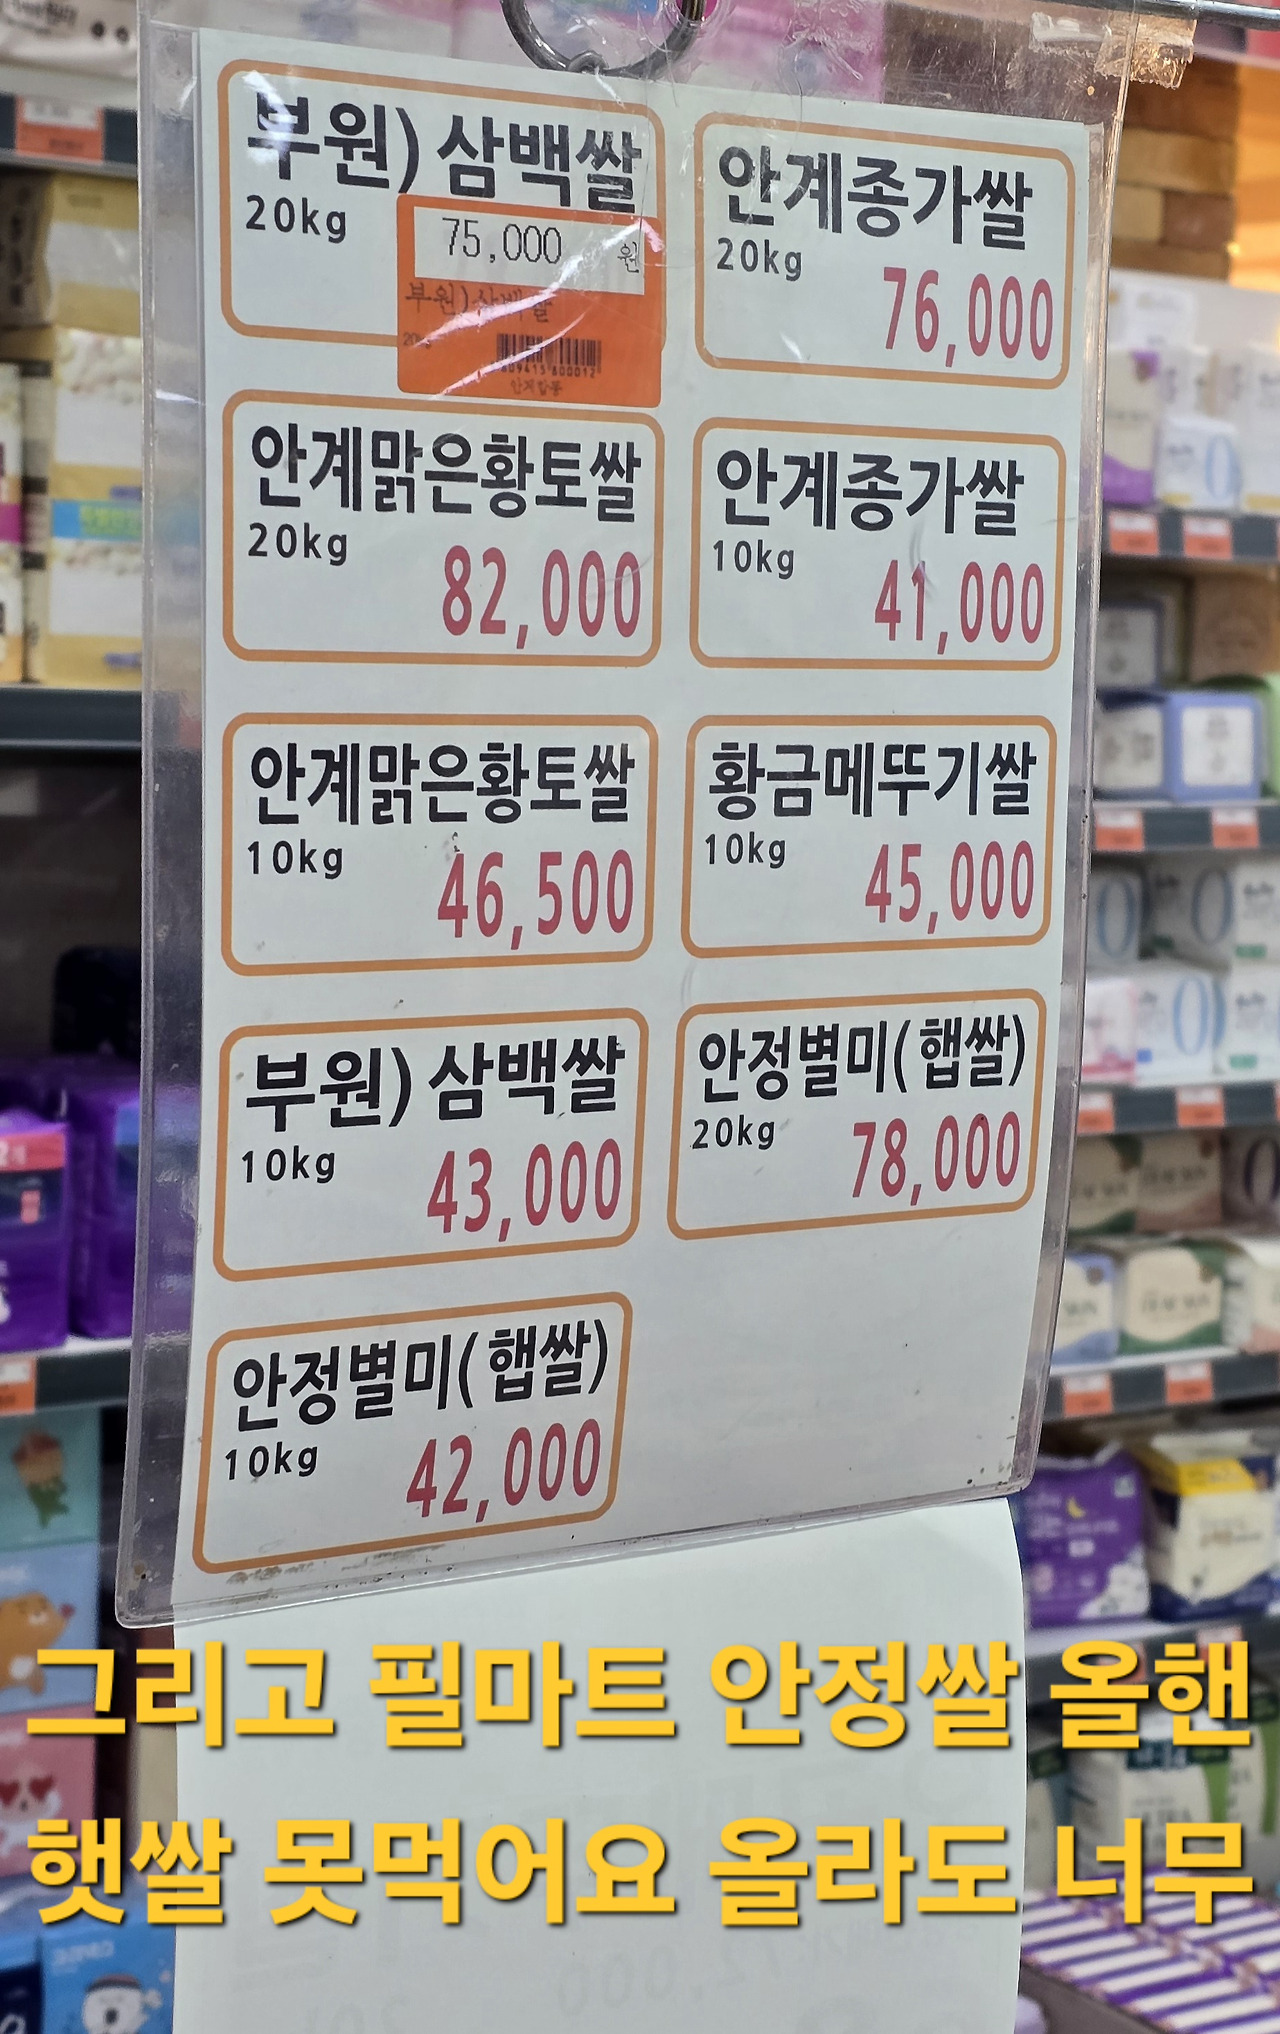 부원) 삼백쌀
20kg
75,000 원
부원)삼백쌀
20kg
안계합동
안계종가쌀
20kg
76,000
안계맑은황토쌀
20kg
82,000
안계종가쌀
10kg
41,000
안계맑은황토쌀
10kg
46,500
황금메뚜기쌀
10kg
45,000
부원) 삼백쌀
10kg
43,000
안정별미(햅쌀)
20kg
78,000
안정별미(햅쌀)
10kg
42,000
그리고 필마트 안정쌀 올핸
햇쌀 못먹어요 올라도 너무